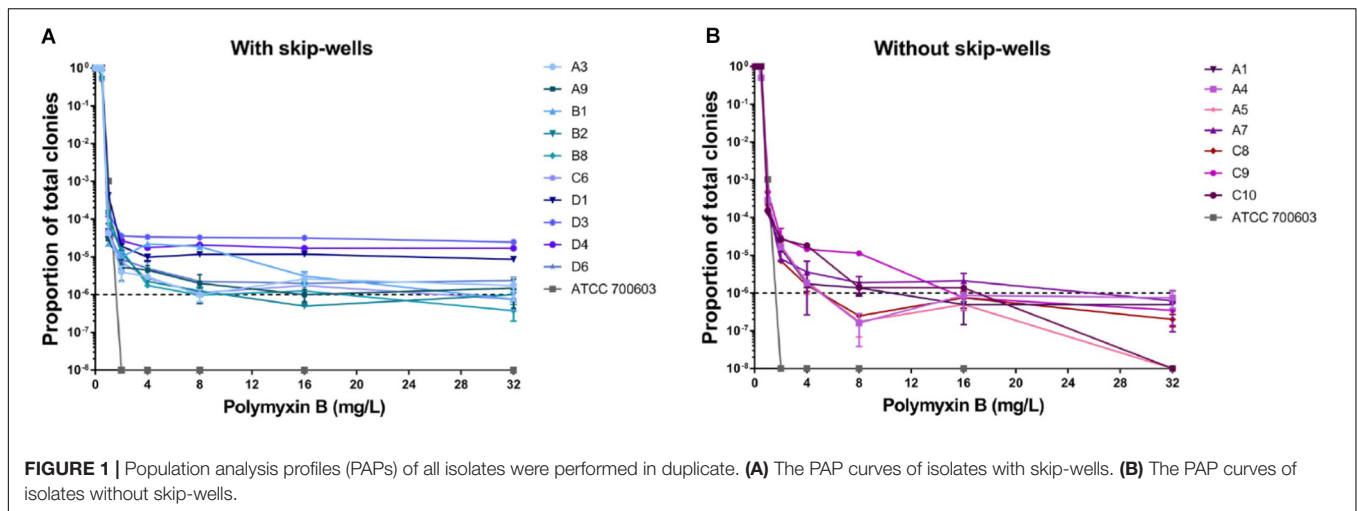 A
With skip-wells
Proportion of total clonies
10^0
10^-1
10^-2
10^-3
10^-4
10^-5
10^-6
10^-7
10^-8
0 4 8 12 16 20 24 28 32
Polymyxin B (mg/L)
A3
A9
B1
B2
B8
C6
D1
D3
D4
D6
ATCC 700603
B
Without skip-wells
Proportion of total clonies
10^0
10^-1
10^-2
10^-3
10^-4
10^-5
10^-6
10^-7
10^-8
0 4 8 12 16 20 24 28 32
Polymyxin B (mg/L)
A1
A4
A5
A7
C8
C9
C10
ATCC 700603
FIGURE 1 | Population analysis profiles (PAPs) of all isolates were performed in duplicate. (A) The PAP curves of isolates with skip-wells. (B) The PAP curves of
isolates without skip-wells.